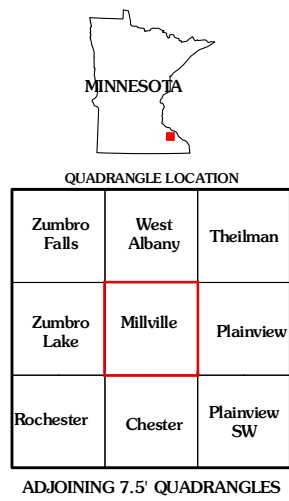 MINNESOTA
QUADRANGLE LOCATION
Zumbro
Falls
West
Albany
Theilman
Zumbro
Lake
Millville
Plainview
Rochester
Chester
Plainview
SW
ADJOINING 7.5' QUADRANGLES